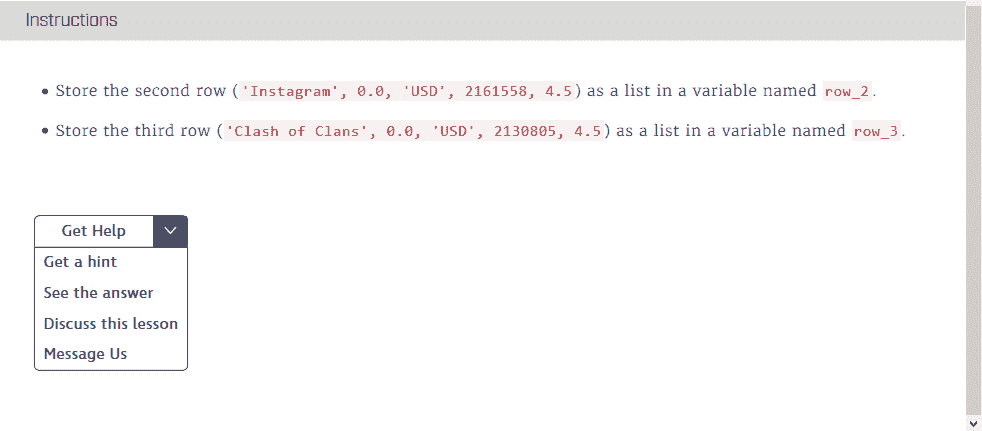 Instructions
Store the second row ('Instagram', 0.0, 'USD', 2161558, 4.5) as a list in a variable named row_2.
Store the third row ('Clash of Clans', 0.0, 'USD', 2130805, 4.5) as a list in a variable named row_3.
Get Help
Get a hint
See the answer
Discuss this lesson
Message Us